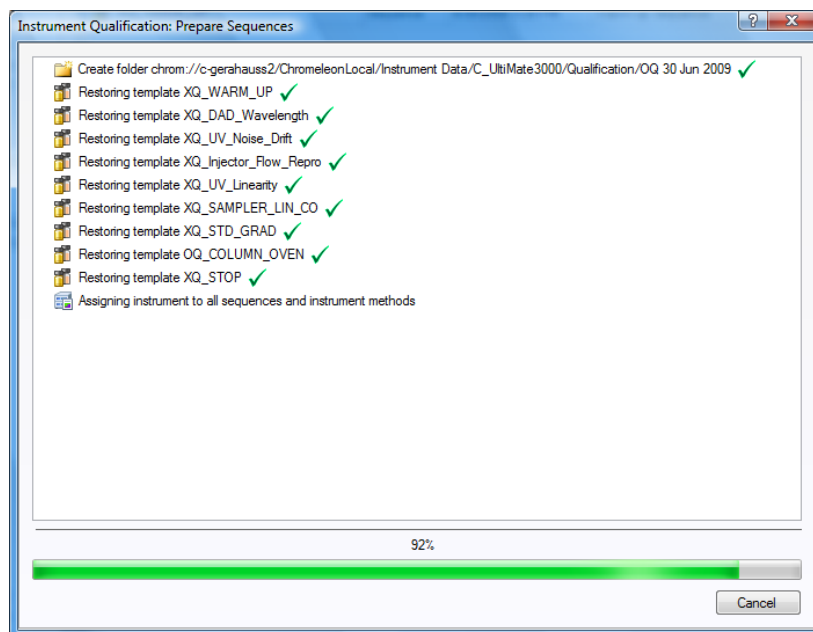 Instrument Qualification: Prepare Sequences
Create folder chrom://c-gerahauss2/ChromeleonLocal/Instrument Data/C_UltiMate3000/Qualification/OQ 30 Jun 2009
Restoring template XQ_WARM_UP
Restoring template XQ_DAD_Wavelength
Restoring template XQ_UV_Noise_Drift
Restoring template XQ_Injector_Flow_Repro
Restoring template XQ_UV_Linearity
Restoring template XQ_SAMPLER_LIN_CO
Restoring template XQ_STD_GRAD
Restoring template OQ_COLUMN_OVEN
Restoring template XQ_STOP
Assigning instrument to all sequences and instrument methods
92%
Cancel